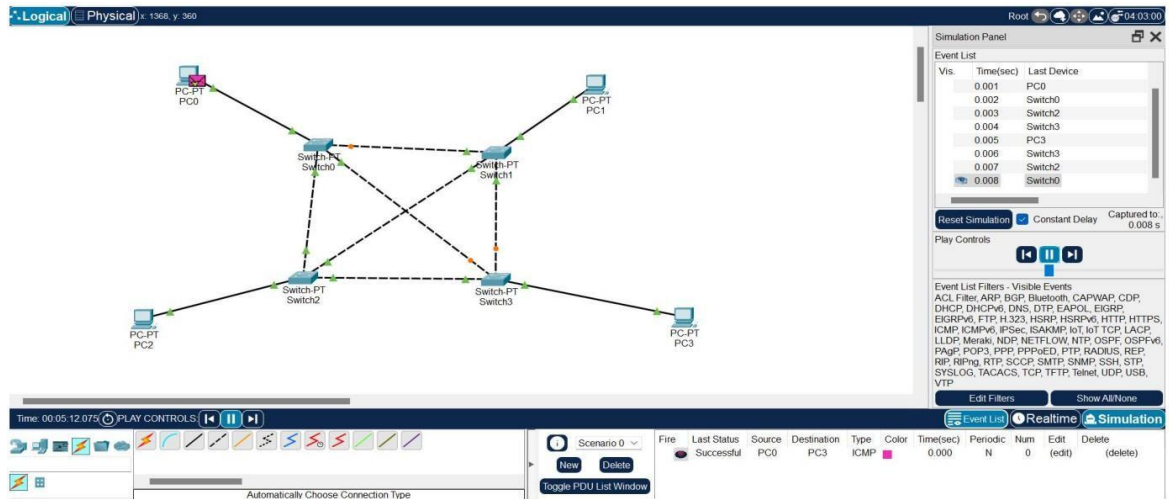 Logical Physical x: 1368, y: 360 Root 04:03:00
PC-PT
PC0
PC-PT
PC1
Switch-PT
Switch0
Switch-PT
Switch1
Switch-PT
Switch2
Switch-PT
Switch3
PC-PT
PC2
PC-PT
PC3
Simulation Panel
Event List
Vis. Time(sec) Last Device
0.001 PC0
0.002 Switch0
0.003 Switch2
0.004 Switch3
0.005 PC3
0.006 Switch3
0.007 Switch2
0.008 Switch0
Reset Simulation Constant Delay Captured to:
0.008 s
Play Controls
Event List Filters - Visible Events
ACL Filter, ARP, BGP, Bluetooth, CAPWAP, CDP,
DHCP, DHCPv6, DNS, DTP, EAPOL, EIGRP,
EIGRPv6, FTP, H.323, HSRP, HSRPv6, HTTP, HTTPS,
ICMP, ICMPv6, IPSec, ISAKMP, IoT, IoT TCP, LACP,
LLDP, Meraki, NDP, NETFLOW, NTP, OSPF, OSPFv6,
PAgP, POP3, PPP, PPPoED, PTP, RADIUS, REP,
RIP, RIPng, RTP, SCCP, SMTP, SNMP, SSH, STP,
SYSLOG, TACACS, TCP, TFTP, Telnet, UDP, USB,
VTP
Edit Filters Show All/None
Time: 00:05:12.075 PLAY CONTROLS: Event List Realtime Simulation
Scenario 0
New Delete
Toggle PDU List Window
Fire Last Status Source Destination Type Color Time(sec) Periodic Num Edit Delete
Successful PC0 PC3 ICMP 0.000 N 0 (edit) (delete)
Automatically Choose Connection Type